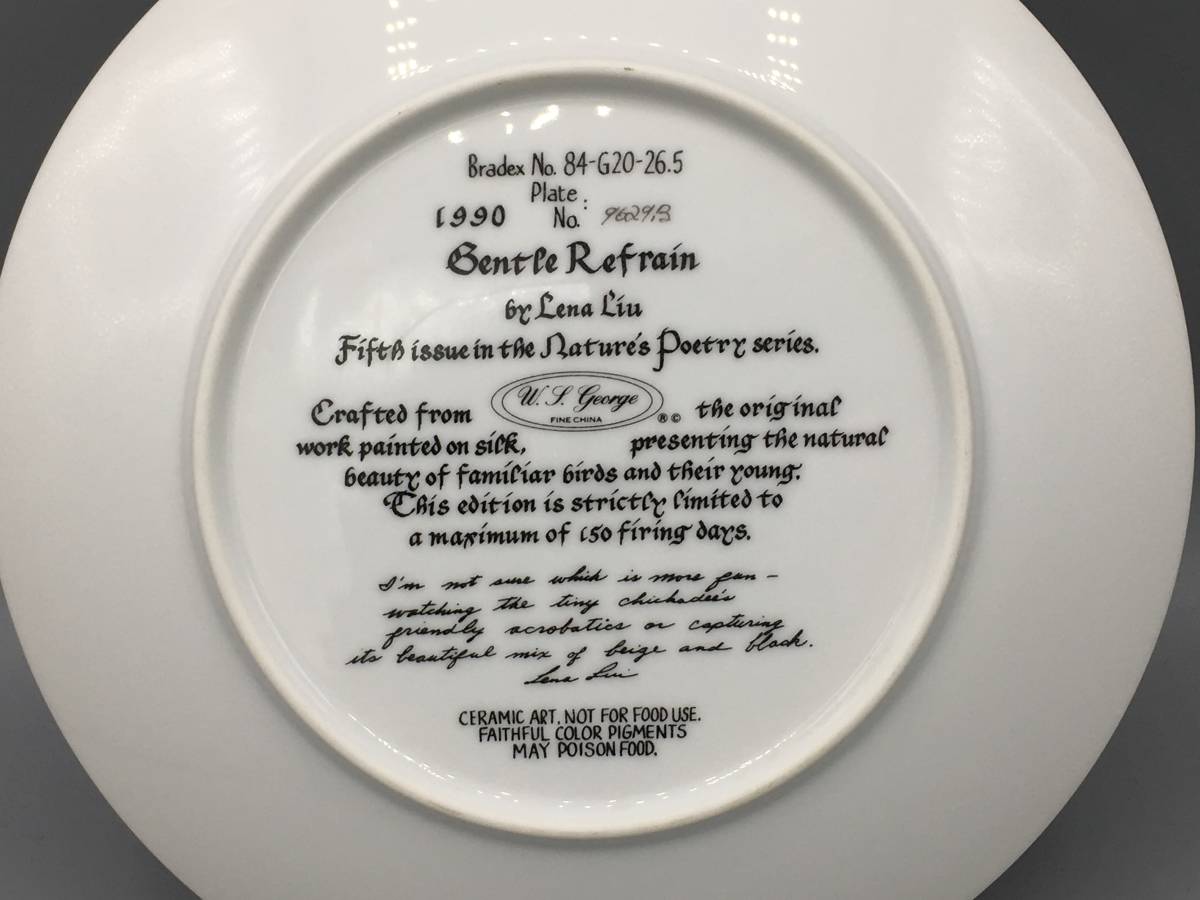 Bradex No. 84-G20-26.5
Plate :
1990 No. 9629B
Gentle Refrain
by Lena Liu
Fifth issue in the Nature's Poetry series.
Crafted from W. S. George the original
FINE CHINA ® ©
work painted on silk, presenting the natural
beauty of familiar birds and their young.
This edition is strictly limited to
a maximum of 150 firing days.
I'm not sure which is more fun –
watching the tiny chickadee's
friendly acrobatics or capturing
its beautiful mix of beige and black.
Lena Liu
CERAMIC ART. NOT FOR FOOD USE.
FAITHFUL COLOR PIGMENTS
MAY POISON FOOD.